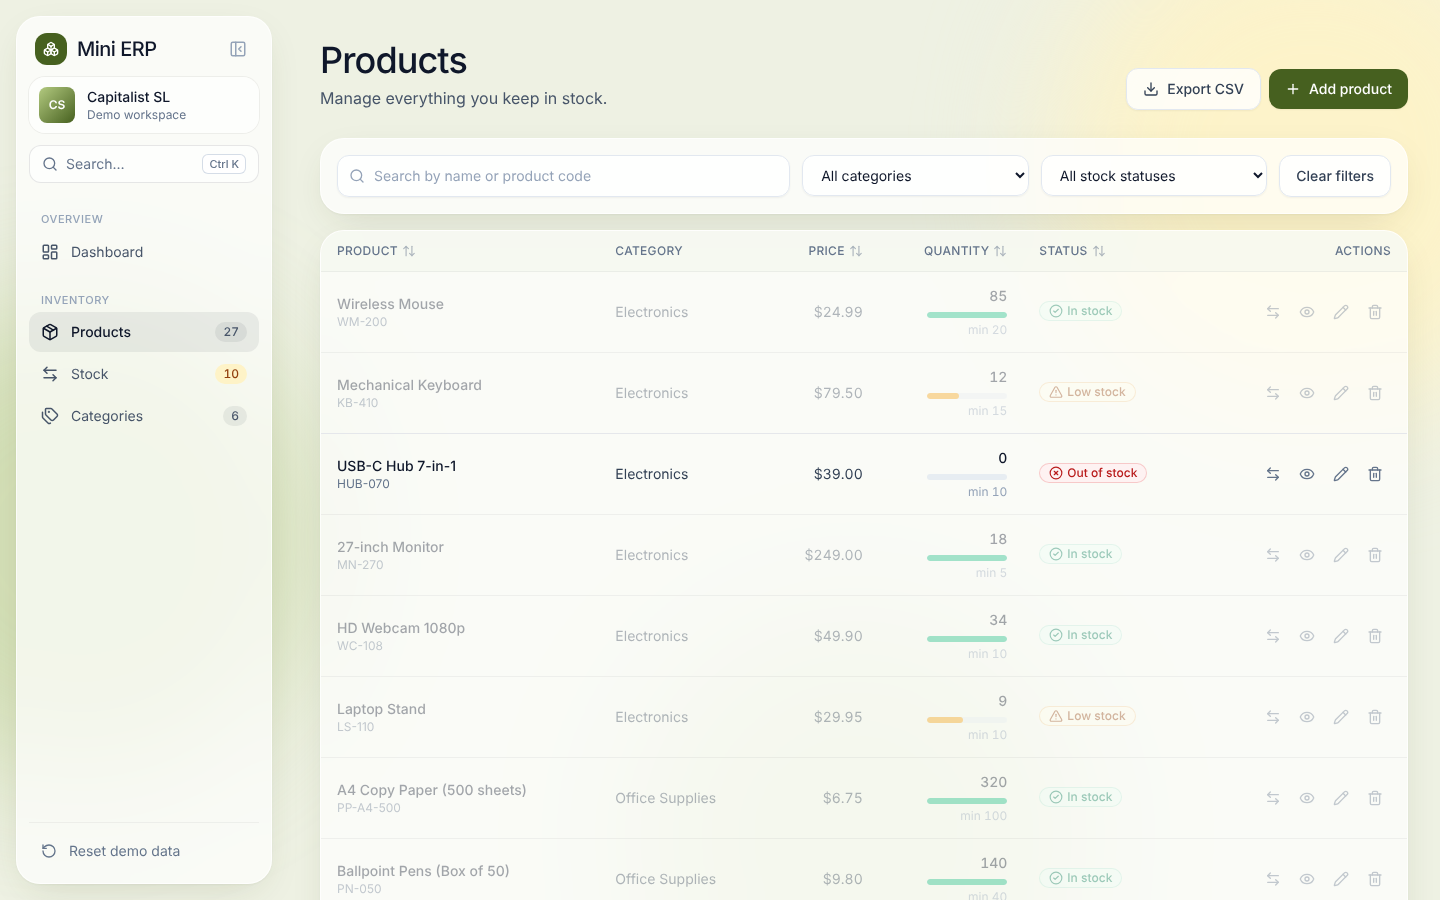 Mini ERP
CS
Capitalist SL
Demo workspace
Search...
Ctrl K
OVERVIEW
Dashboard
INVENTORY
Products 27
Stock 10
Categories 6
Reset demo data
Products
Manage everything you keep in stock.
Export CSV
Add product
Search by name or product code
All categories
All stock statuses
Clear filters
PRODUCT CATEGORY PRICE QUANTITY STATUS ACTIONS
Wireless Mouse
WM-200
Electronics
$24.99
85
min 20
In stock
Mechanical Keyboard
KB-410
Electronics
$79.50
12
min 15
Low stock
USB-C Hub 7-in-1
HUB-070
Electronics
$39.00
0
min 10
Out of stock
27-inch Monitor
MN-270
Electronics
$249.00
18
min 5
In stock
HD Webcam 1080p
WC-108
Electronics
$49.90
34
min 10
In stock
Laptop Stand
LS-110
Electronics
$29.95
9
min 10
Low stock
A4 Copy Paper (500 sheets)
PP-A4-500
Office Supplies
$6.75
320
min 100
In stock
Ballpoint Pens (Box of 50)
PN-050
Office Supplies
$9.80
140
min 40
In stock